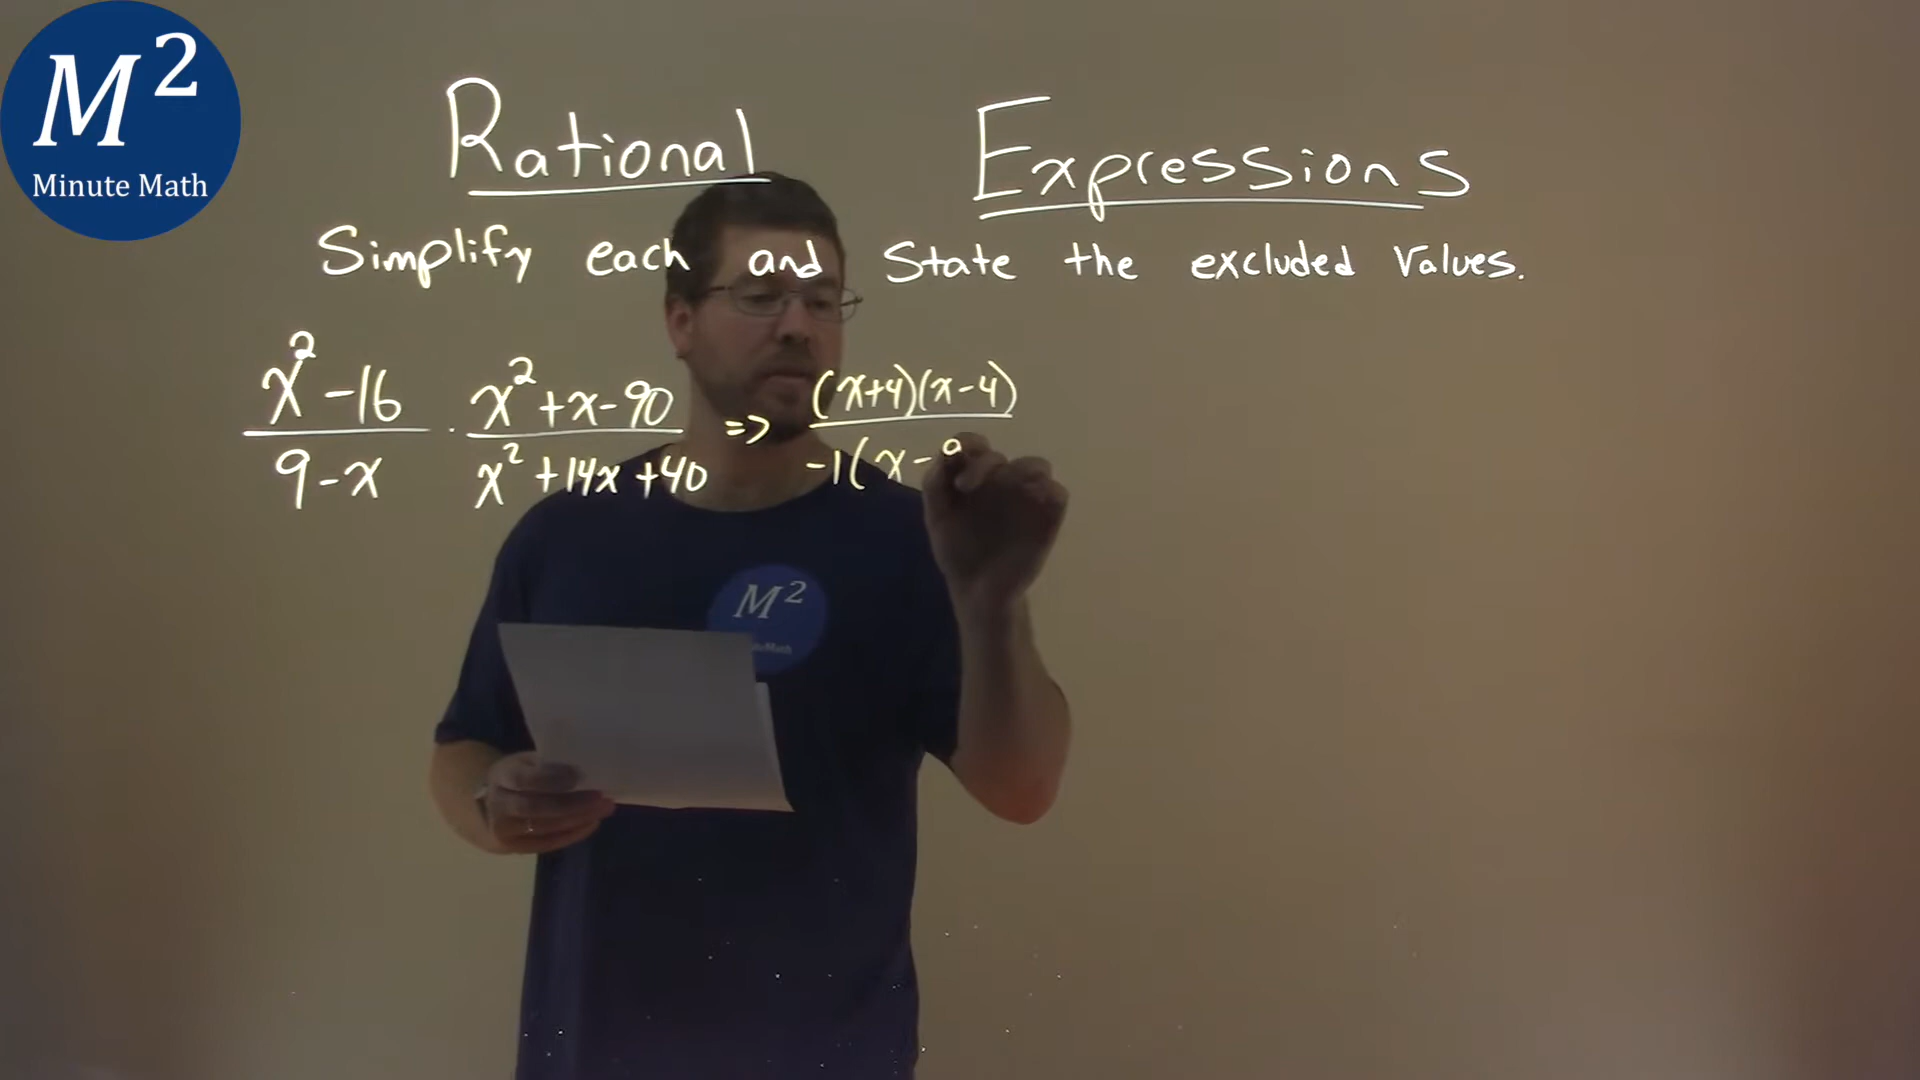 M²
Minute Math
Rational Expressions
Simplify each and State the excluded Values.
x² - 16 / 9 - x · x² + x - 90 / x² + 14x + 40 => (x+4)(x-4) / -1(x-9
M²